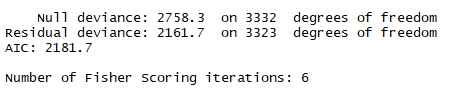 Null deviance: 2758.3  on 3332  degrees of freedom
Residual deviance: 2161.7  on 3323  degrees of freedom
AIC: 2181.7
Number of Fisher Scoring iterations: 6